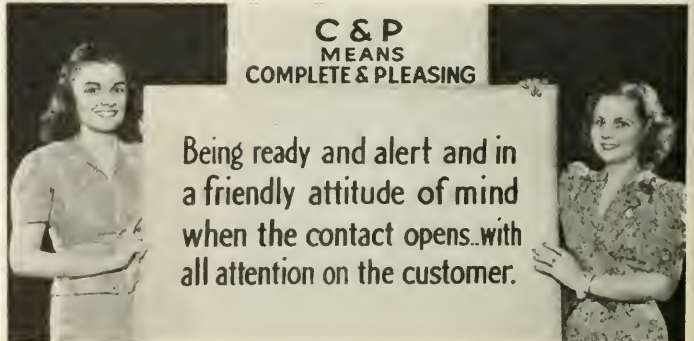 C & P
MEANS
COMPLETE & PLEASING
Being ready and alert and in
a friendly attitude of mind
when the contact opens..with
all attention on the customer.